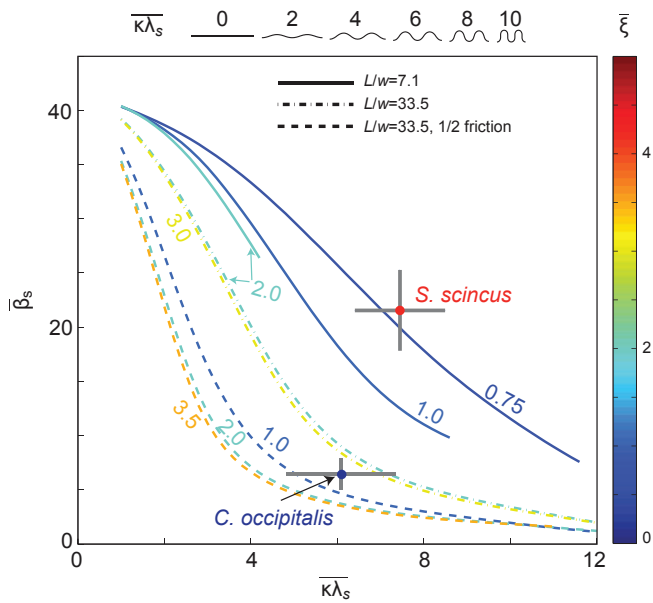 κλs 0 2 4 6 8 10 ξ
L/w=7.1
L/w=33.5
L/w=33.5, 1/2 friction
40
20
0
βs
3.0
2.0
S. scincus
0.75
1.0
1.0
2.0
3.5
C. occipitalis
0 4 8 12
κλs
4
2
0